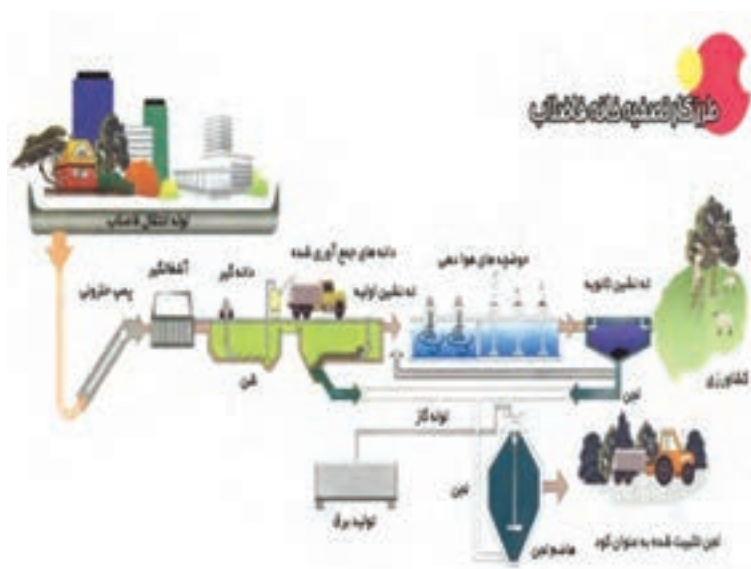 طرز کار تصفیه خانه فاضلاب
لوله انتقال فاضلاب
پمپ حلزونی
آشغالگیر
دانه گیر
دانه های جمع آوری شده
ته نشین اولیه
حوضچه های هوا دهی
ته نشین ثانویه
کشاورزی
شن
لجن
لوله گاز
تولید برق
لجن
هاضم لجن
لجن تثبیت شده به عنوان کود